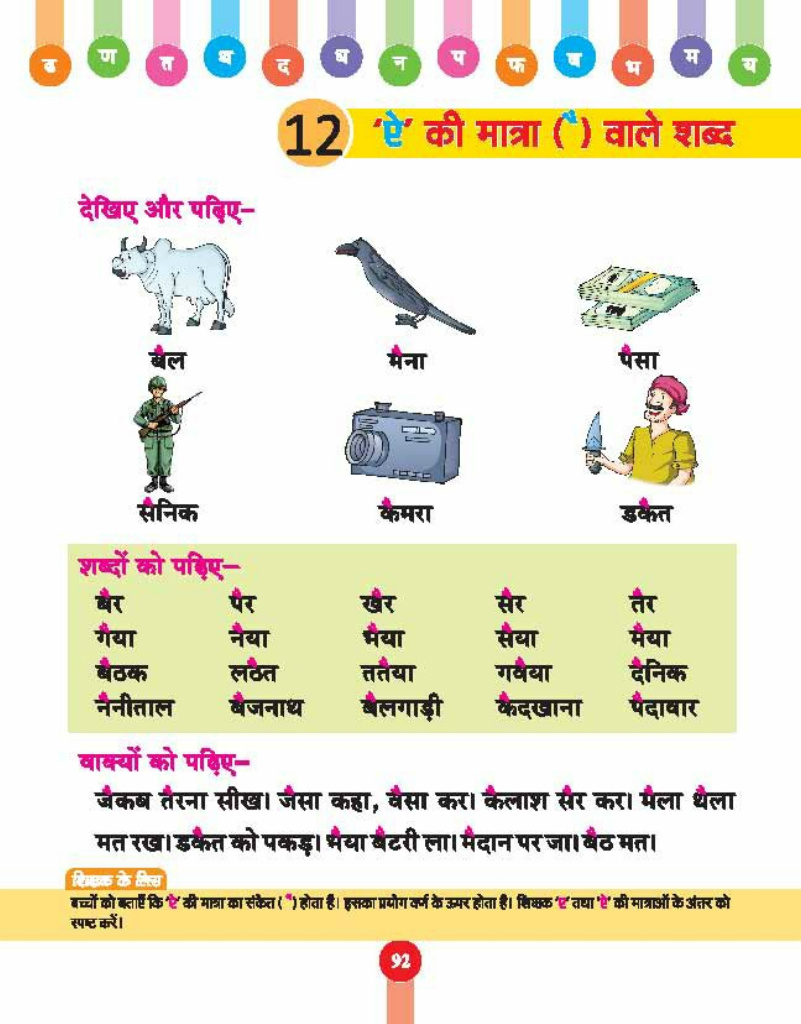 ढ ण त थ द ध न प फ ब भ म य
12 ‘ऐ’ की मात्रा ( ै ) वाले शब्द
देखिए और पढ़िए–
बैल मैना पैसा
सैनिक कैमरा डकैत
शब्दों को पढ़िए–
बैर पैर खैर सैर तैर
गैया नैया भैया सैया मैया
बैठक लठैत ततैया गवैया दैनिक
नैनीताल बैजनाथ बैलगाड़ी कैदखाना पैदावार
वाक्यों को पढ़िए–
जैकब तैरना सीख। जैसा कहा, वैसा कर। कैलाश सैर कर। मैला थैला
मत रख। डकैत को पकड़। भैया बैटरी ला। मैदान पर जा। बैठ मत।
शिक्षक के लिए
बच्चों को बताएँ कि ‘ऐ’ की मात्रा का संकेत ( ै ) होता है। इसका प्रयोग वर्ण के ऊपर होता है। शिक्षक ‘ए’ तथा ‘ऐ’ की मात्राओं के अंतर को
स्पष्ट करें।
92